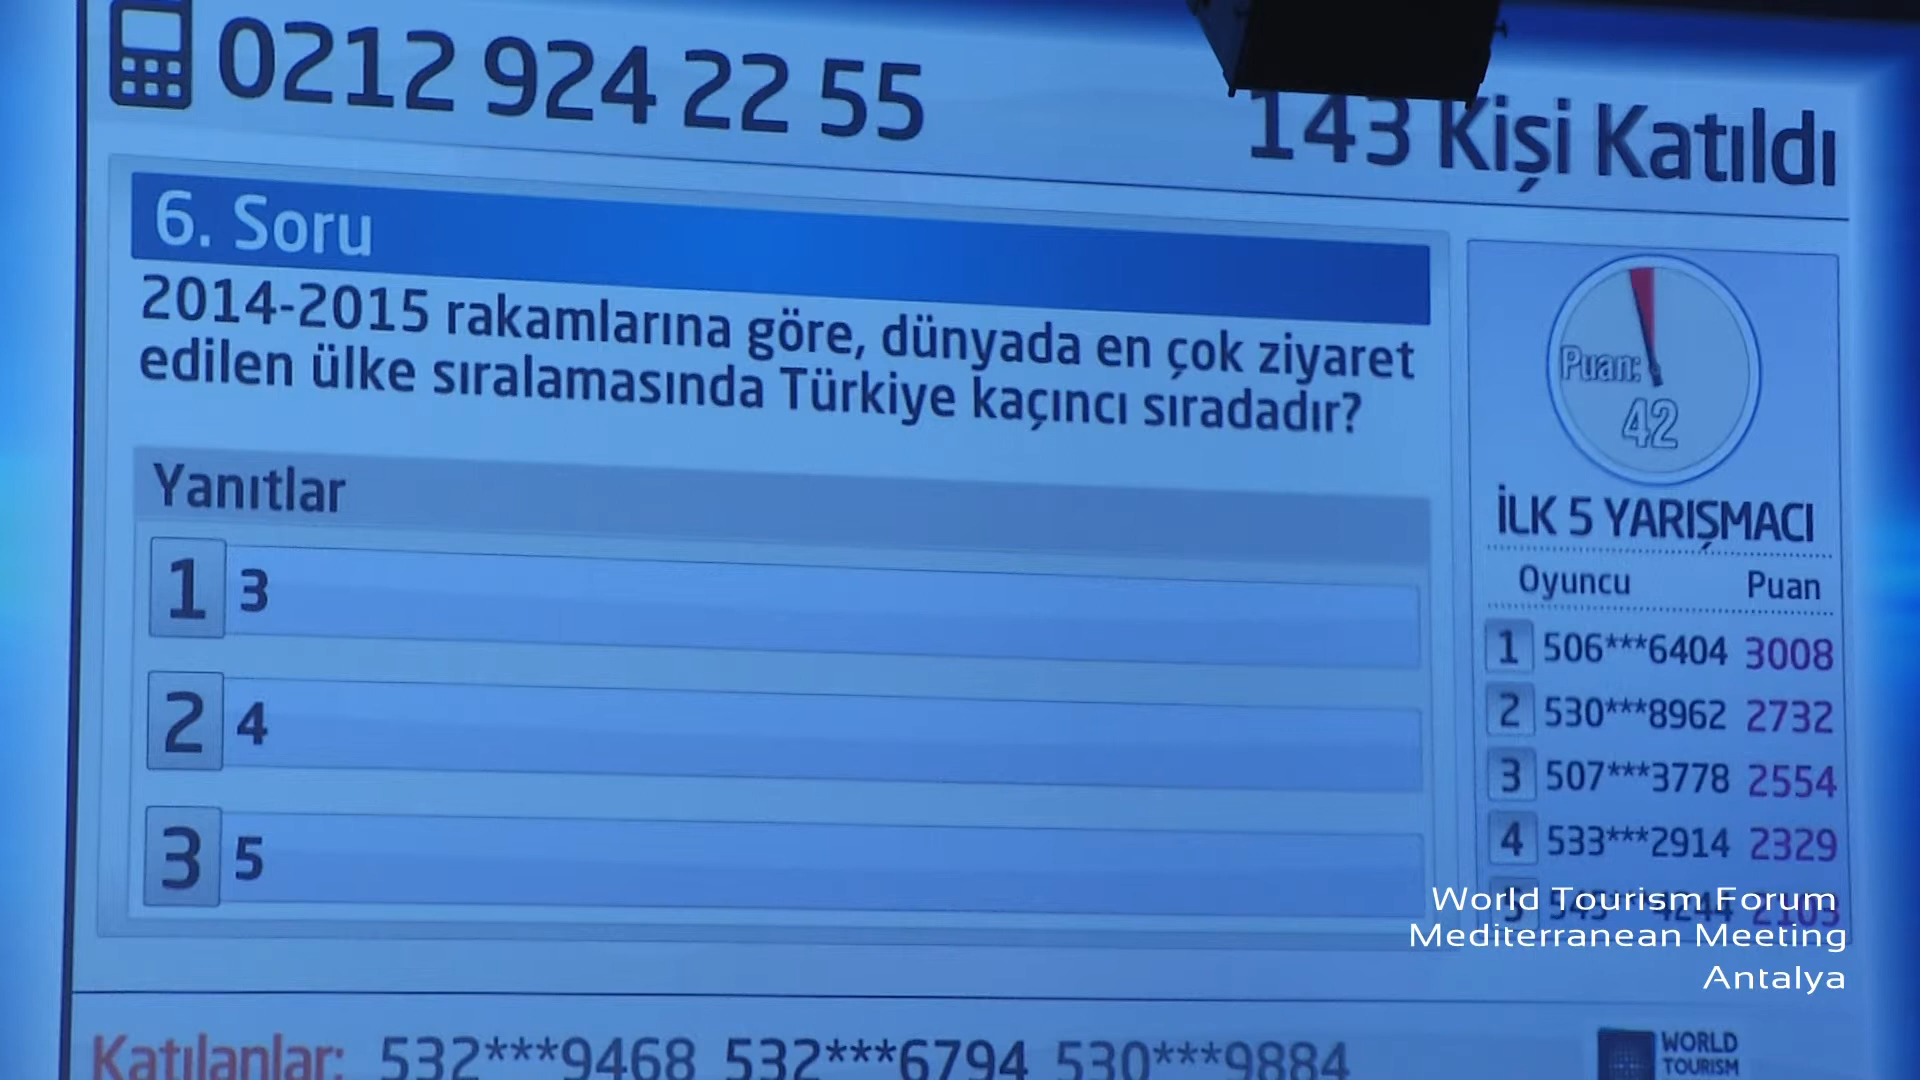 0212 924 22 55
143 Kişi Katıldı
6. Soru
2014-2015 rakamlarına göre, dünyada en çok ziyaret
edilen ülke sıralamasında Türkiye kaçıncı sıradadır?
Yanıtlar
1 3
2 4
3 5
Puan:
42
İLK 5 YARIŞMACI
Oyuncu Puan
1 506***6404 3008
2 530***8962 2732
3 507***3778 2554
4 533***2914 2329
5
World Tourism Forum
Mediterranean Meeting
Antalya
Katılanlar: 532***9468 532***6794 530***9884
WORLD
TOURISM